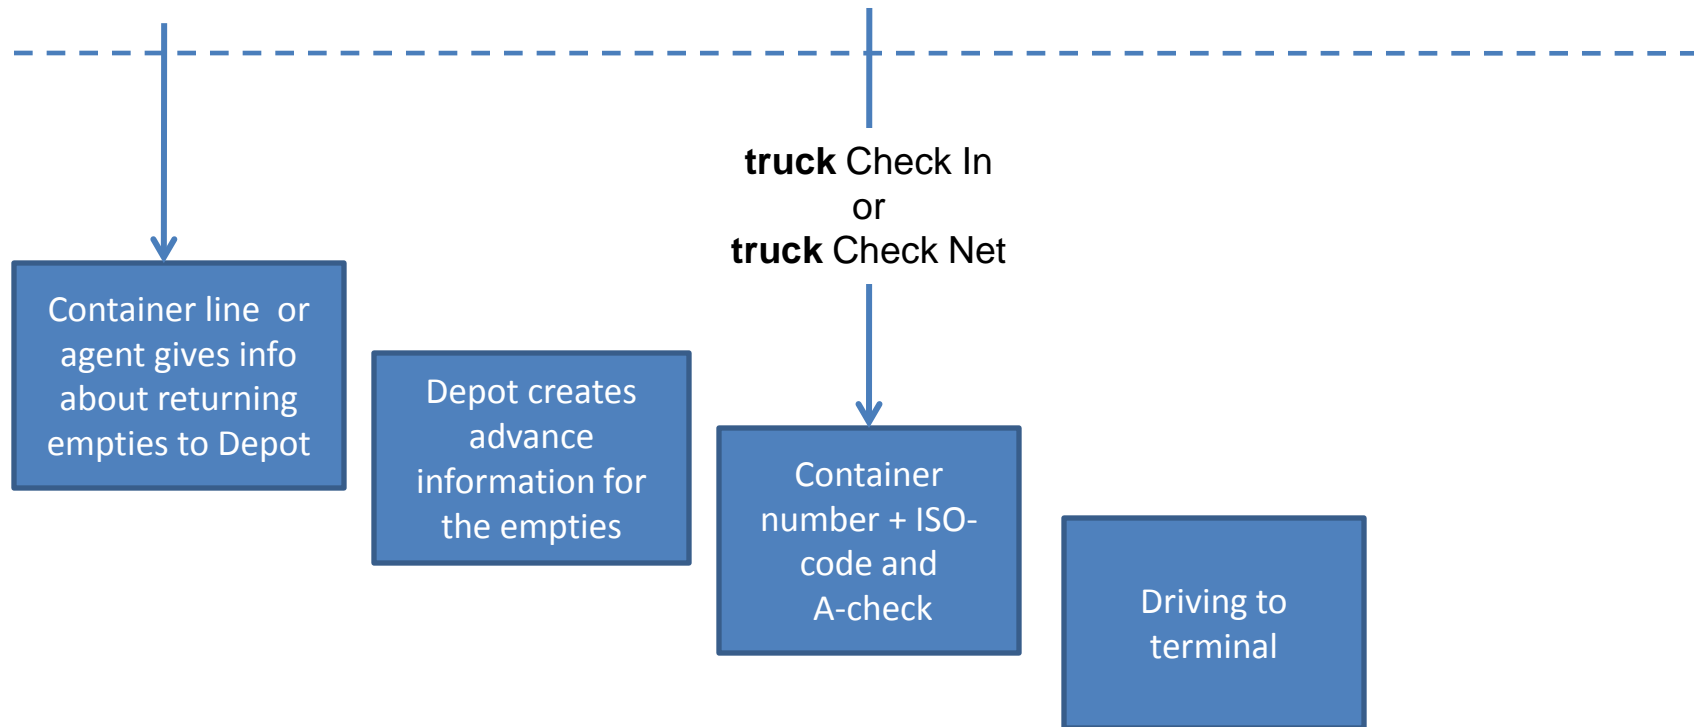 truck Check In
or
truck Check Net
Container line or
agent gives info
about returning
empties to Depot
Depot creates
advance
information for
the empties
Container
number + ISO-
code and
A-check
Driving to
terminal